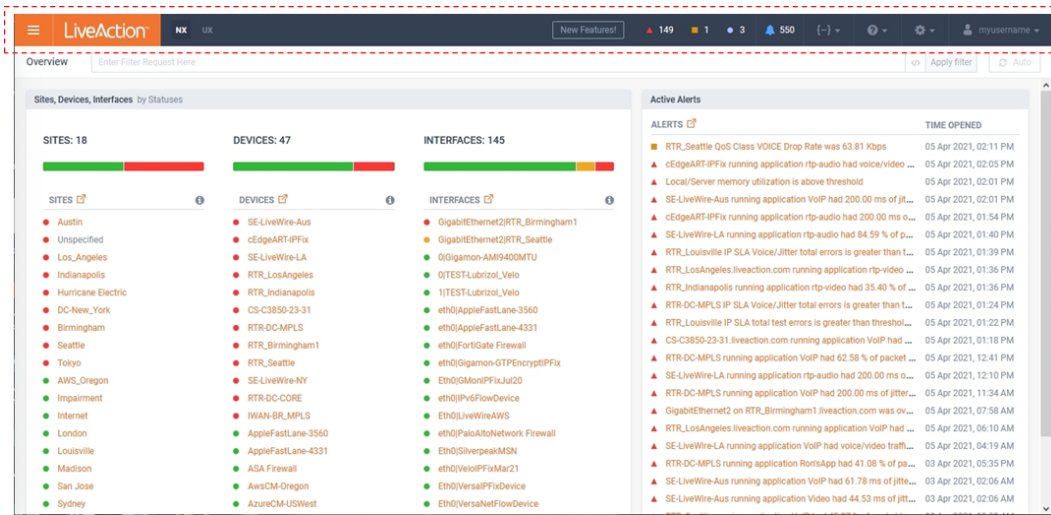 LiveAction NX UX New Features! 149 1 3 550 {--} myusername
Overview Enter Filter Request Here </> Apply filter Auto
Sites, Devices, Interfaces by Statuses
SITES: 18
SITES
Austin
Unspecified
Los_Angeles
Indianapolis
Hurricane Electric
DC-New_York
Birmingham
Seattle
Tokyo
AWS_Oregon
Impairment
Internet
London
Louisville
Madison
San Jose
Sydney
DEVICES: 47
DEVICES
SE-LiveWire-Aus
cEdgeART-IPFix
SE-LiveWire-LA
RTR_LosAngeles
RTR_Indianapolis
CS-C3850-23-31
RTR-DC-MPLS
RTR_Birmingham1
RTR_Seattle
SE-LiveWire-NY
RTR-DC-CORE
IWAN-BR_MPLS
AppleFastLane-3560
AppleFastLane-4331
ASA Firewall
AwsCM-Oregon
AzureCM-USWest
INTERFACES: 145
INTERFACES
GigabitEthernet2|RTR_Birmingham1
GigabitEthernet2|RTR_Seattle
0|Gigamon-AMI9400MTU
0|TEST-Lubrizol_Velo
1|TEST-Lubrizol_Velo
eth0|AppleFastLane-3560
eth0|AppleFastLane-4331
eth0|FortiGate Firewall
eth0|Gigamon-GTPEncryptIPFix
Eth0|GMonIPFixJul20
eth0|IPv6FlowDevice
Eth0|LiveWireAWS
eth0|PaloAltoNetwork Firewall
Eth0|SilverpeakMSN
eth0|VeloIPFixMar21
Eth0|VersaIPFixDevice
Eth0|VersaNetFlowDevice
Active Alerts
ALERTS TIME OPENED
RTR_Seattle QoS Class VOICE Drop Rate was 63.81 Kbps 05 Apr 2021, 02:11 PM
cEdgeART-IPFix running application rtp-audio had voice/video ... 05 Apr 2021, 02:05 PM
Local/Server memory utilization is above threshold 05 Apr 2021, 02:01 PM
SE-LiveWire-Aus running application VoIP had 200.00 ms of jit... 05 Apr 2021, 02:01 PM
cEdgeART-IPFix running application rtp-audio had 200.00 ms o... 05 Apr 2021, 01:54 PM
SE-LiveWire-LA running application rtp-audio had 84.59 % of p... 05 Apr 2021, 01:40 PM
RTR_Louisville IP SLA Voice/Jitter total errors is greater than t... 05 Apr 2021, 01:39 PM
RTR_LosAngeles.liveaction.com running application rtp-video ... 05 Apr 2021, 01:36 PM
RTR_Indianapolis running application rtp-video had 35.40 % of ... 05 Apr 2021, 01:36 PM
RTR-DC-MPLS IP SLA Voice/Jitter total errors is greater than t... 05 Apr 2021, 01:24 PM
RTR_Louisville IP SLA total test errors is greater than threshol... 05 Apr 2021, 01:22 PM
CS-C3850-23-31.liveaction.com running application VoIP had ... 05 Apr 2021, 01:18 PM
RTR-DC-MPLS running application VoIP had 62.58 % of packet ... 05 Apr 2021, 12:41 PM
SE-LiveWire-LA running application rtp-audio had 200.00 ms o... 05 Apr 2021, 12:10 PM
RTR-DC-MPLS running application VoIP had 200.00 ms of jitter... 05 Apr 2021, 11:34 AM
GigabitEthernet2 on RTR_Birmingham1.liveaction.com was ov... 05 Apr 2021, 07:58 AM
RTR_LosAngeles.liveaction.com running application VoIP had ... 05 Apr 2021, 06:10 AM
SE-LiveWire-LA running application VoIP had voice/video traffi... 05 Apr 2021, 04:19 AM
RTR-DC-MPLS running application Ron'sApp had 41.08 % of pa... 03 Apr 2021, 05:35 PM
SE-LiveWire-Aus running application VoIP had 61.78 ms of jitte... 03 Apr 2021, 02:06 AM
SE-LiveWire-Aus running application Video had 44.53 ms of jitt... 03 Apr 2021, 02:06 AM